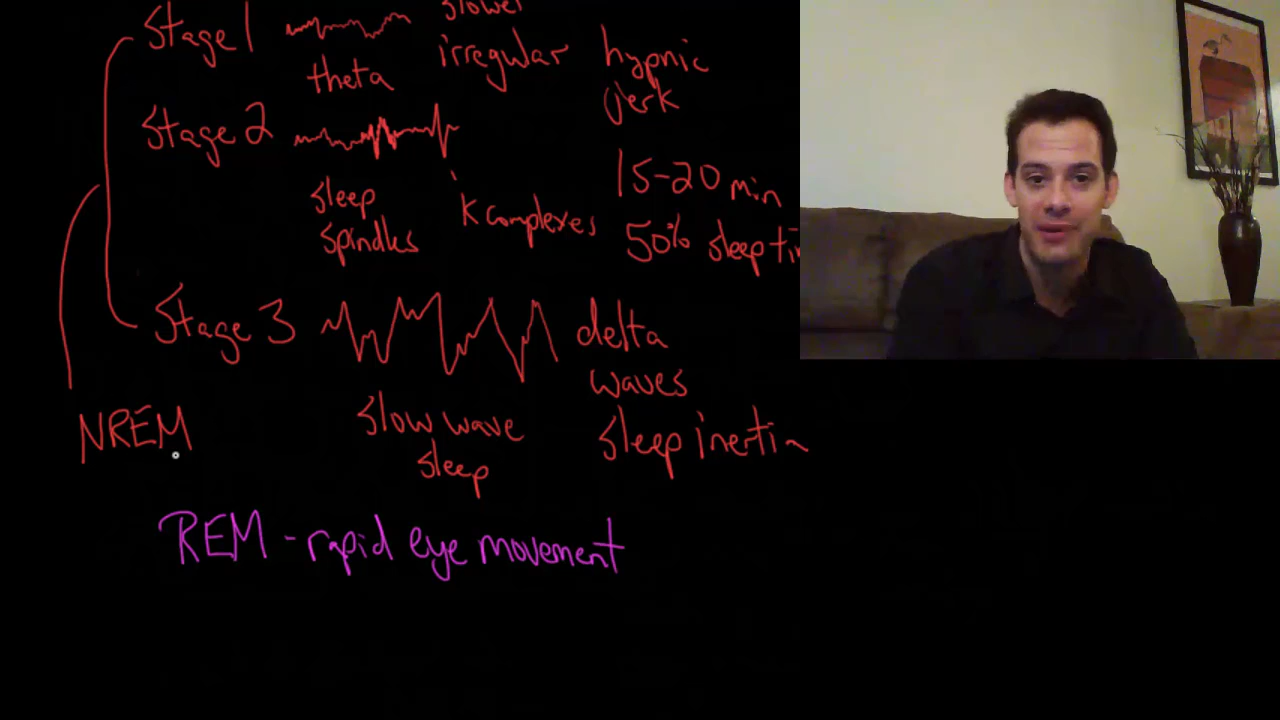 slower
Stage 1
irregular
hypnic
jerk
theta
Stage 2
15-20 min
sleep
spindles
K complexes
50% sleep ti
Stage 3
delta
waves
NREM
slow wave
sleep
sleep inertia
REM - rapid eye movement